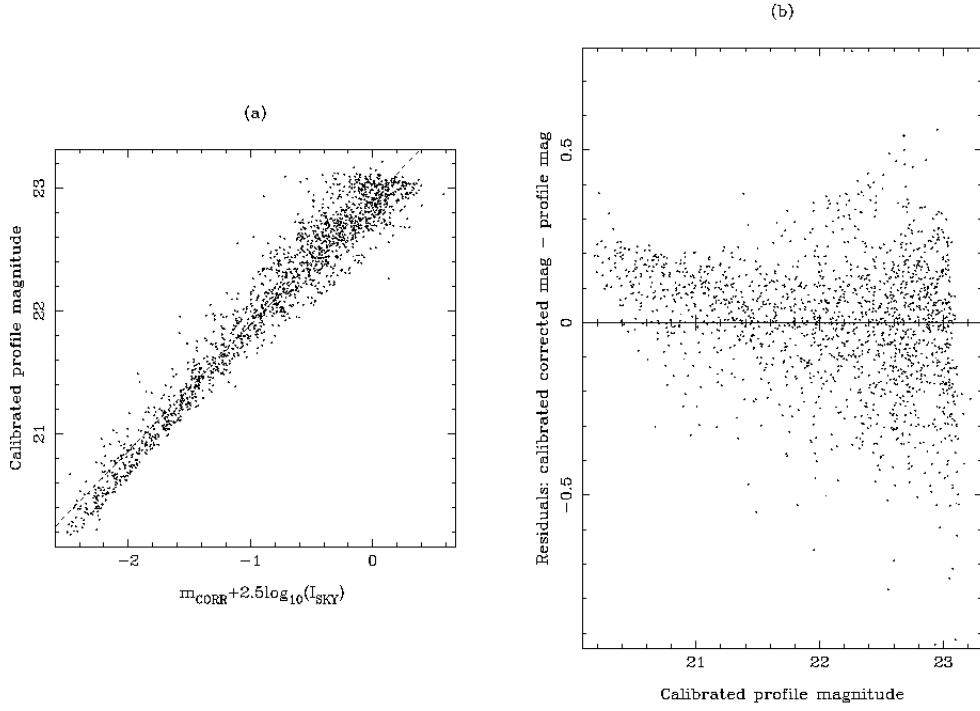 (a)
Calibrated profile magnitude
23
22
21
−2 −1 0
m_CORR+2.5log_10(I_SKY)
(b)
Residuals: calibrated corrected mag − profile mag
0.5
0
−0.5
21 22 23
Calibrated profile magnitude